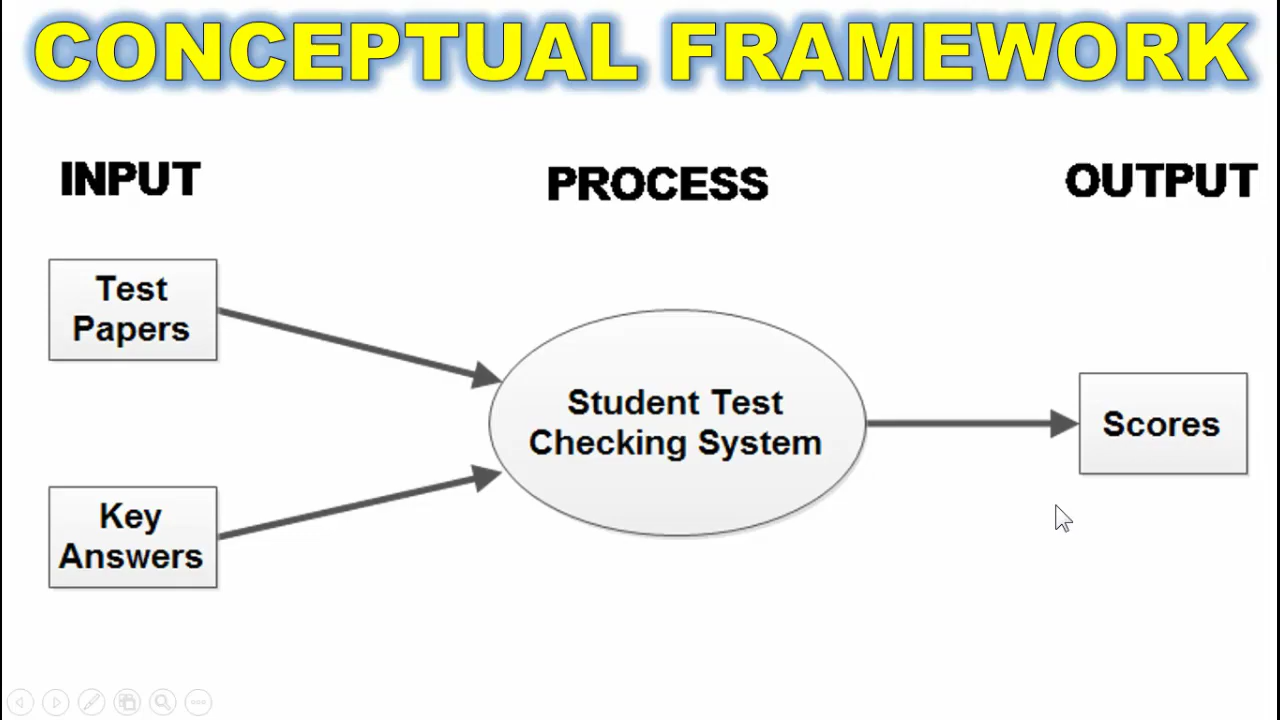 CONCEPTUAL FRAMEWORK
INPUT
PROCESS
OUTPUT
Test
Papers
Key
Answers
Student Test
Checking System
Scores